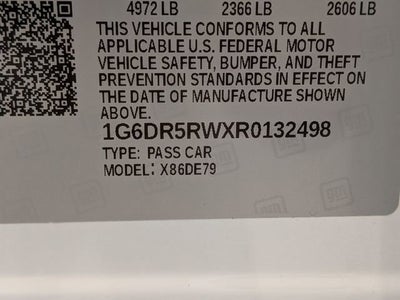 4972 LB 2366 LB 2606 LB
THIS VEHICLE CONFORMS TO ALL
APPLICABLE U.S. FEDERAL MOTOR
VEHICLE SAFETY, BUMPER, AND THEFT
PREVENTION STANDARDS IN EFFECT ON
THE DATE OF MANUFACTURE SHOWN
ABOVE.
1G6DR5RWXR0132498
TYPE: PASS CAR
MODEL: X86DE79
gm